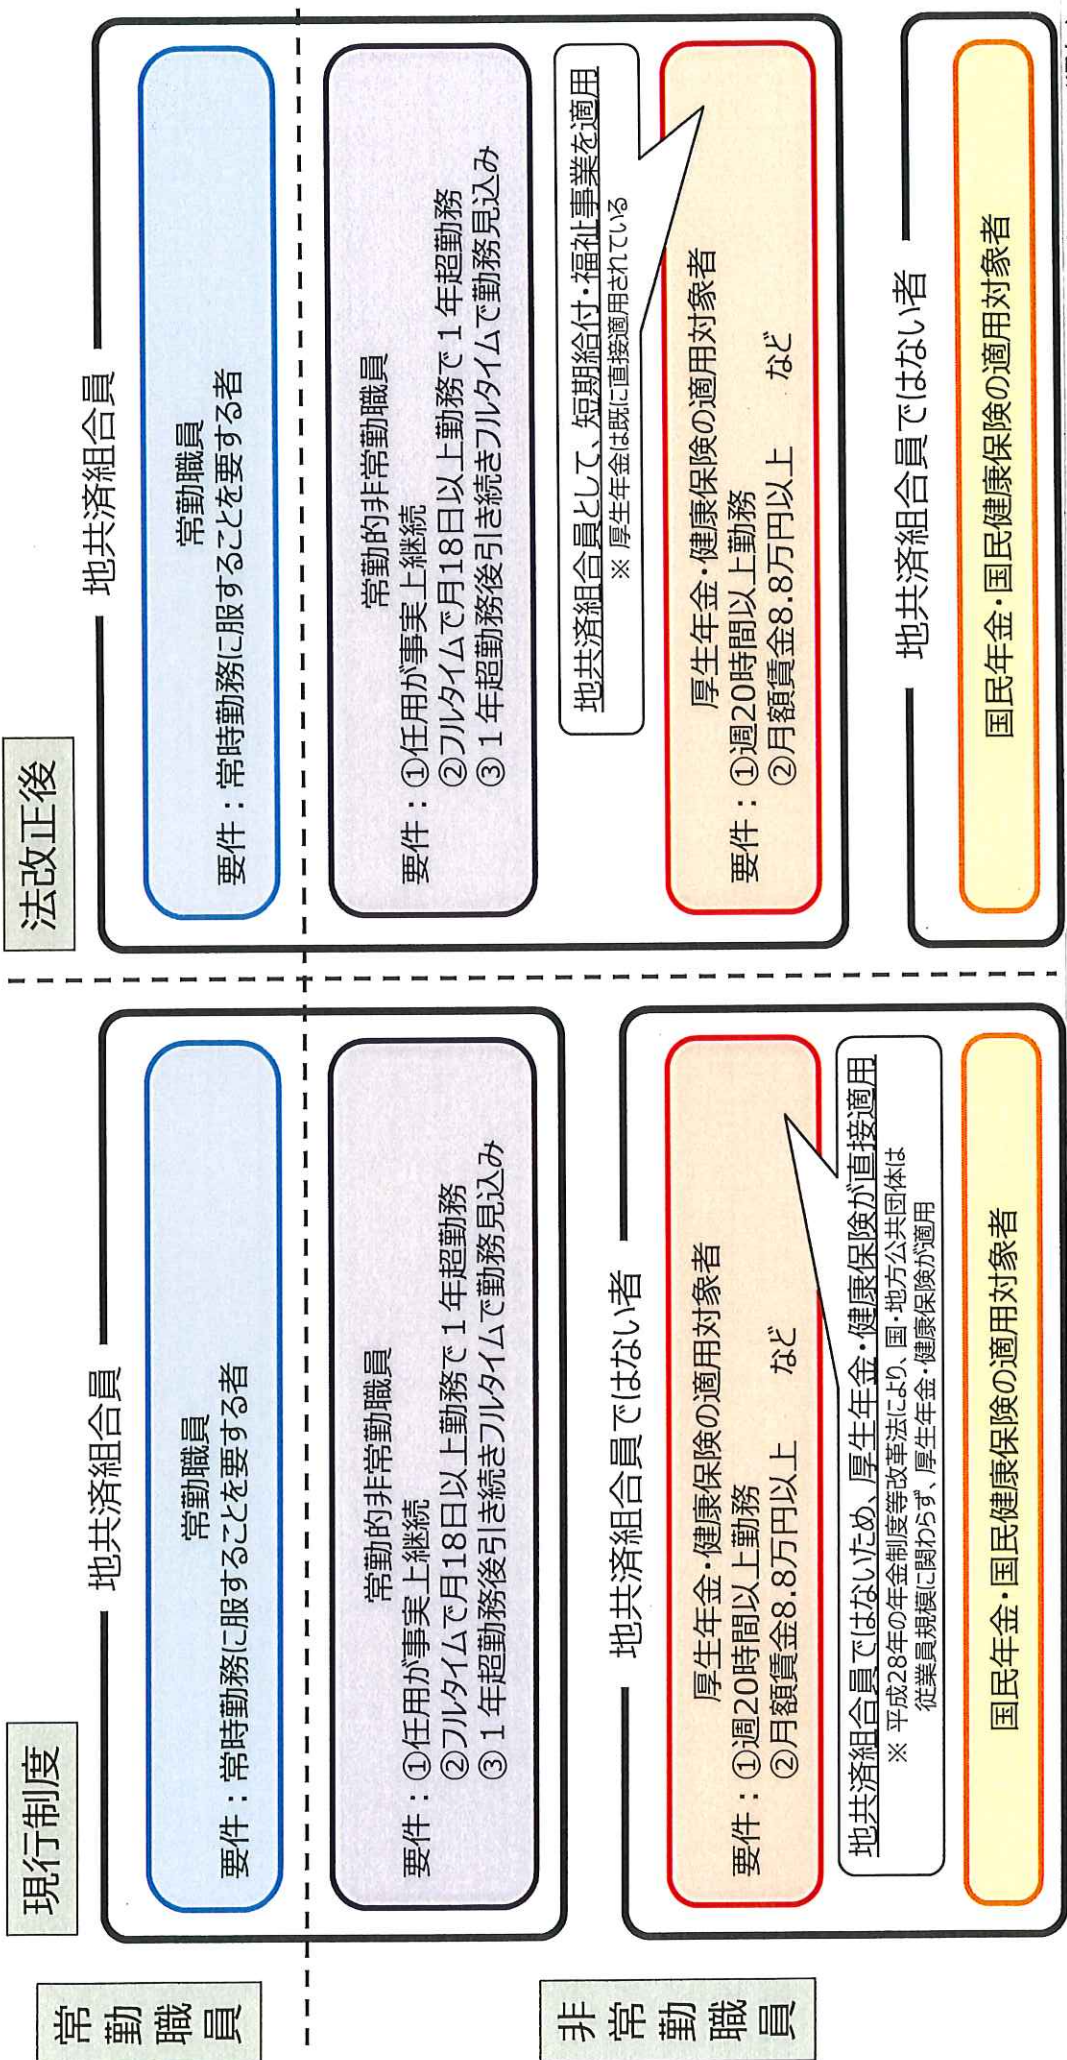 現行制度
法改正後
常勤職員
非常勤職員
地共済組合員
常勤職員
要件：常時勤務に服することを要する者
常勤的非常勤職員
要件：①任用が事実上継続
②フルタイムで月18日以上勤務で１年超勤務
③１年超勤務後引き続きフルタイムで勤務見込み
地共済組合員ではない者
厚生年金・健康保険の適用対象者
要件：①週20時間以上勤務
②月額賃金8.8万円以上　など
地共済組合員ではないため、厚生年金・健康保険が直接適用
※ 平成28年の年金制度等改革法により、国・地方公共団体は
従業員規模に関わらず、厚生年金・健康保険が適用
国民年金・国民健康保険の適用対象者
地共済組合員
常勤職員
要件：常時勤務に服することを要する者
常勤的非常勤職員
要件：①任用が事実上継続
②フルタイムで月18日以上勤務で１年超勤務
③１年超勤務後引き続きフルタイムで勤務見込み
地共済組合員として、短期給付・福祉事業を適用
※ 厚生年金は既に直接適用されている
厚生年金・健康保険の適用対象者
要件：①週20時間以上勤務
②月額賃金8.8万円以上　など
地共済組合員ではない者
国民年金・国民健康保険の適用対象者